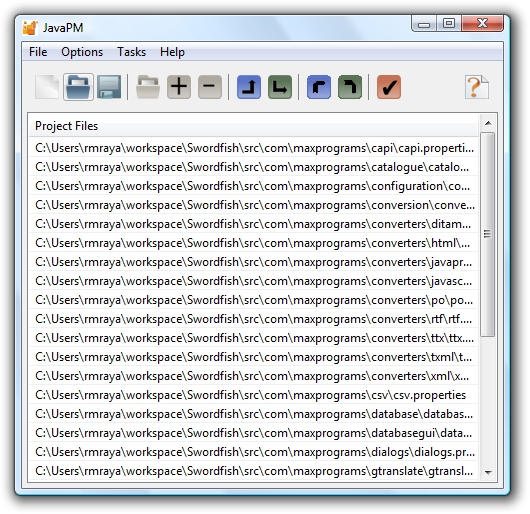 JavaPM
File Options Tasks Help
Project Files
C:\Users\rmraya\workspace\Swordfish\src\com\maxprograms\capi\capi.properti...
C:\Users\rmraya\workspace\Swordfish\src\com\maxprograms\catalogue\catalo...
C:\Users\rmraya\workspace\Swordfish\src\com\maxprograms\configuration\co...
C:\Users\rmraya\workspace\Swordfish\src\com\maxprograms\conversion\conve...
C:\Users\rmraya\workspace\Swordfish\src\com\maxprograms\converters\ditam...
C:\Users\rmraya\workspace\Swordfish\src\com\maxprograms\converters\html\...
C:\Users\rmraya\workspace\Swordfish\src\com\maxprograms\converters\javapr...
C:\Users\rmraya\workspace\Swordfish\src\com\maxprograms\converters\javasc...
C:\Users\rmraya\workspace\Swordfish\src\com\maxprograms\converters\po\po...
C:\Users\rmraya\workspace\Swordfish\src\com\maxprograms\converters\rtf\rtf....
C:\Users\rmraya\workspace\Swordfish\src\com\maxprograms\converters\ttx\ttx....
C:\Users\rmraya\workspace\Swordfish\src\com\maxprograms\converters\txml\t...
C:\Users\rmraya\workspace\Swordfish\src\com\maxprograms\converters\xml\x...
C:\Users\rmraya\workspace\Swordfish\src\com\maxprograms\csv\csv.properties
C:\Users\rmraya\workspace\Swordfish\src\com\maxprograms\database\databas...
C:\Users\rmraya\workspace\Swordfish\src\com\maxprograms\databasegui\data...
C:\Users\rmraya\workspace\Swordfish\src\com\maxprograms\dialogs\dialogs.pr...
C:\Users\rmraya\workspace\Swordfish\src\com\maxprograms\gtranslate\gtransl...